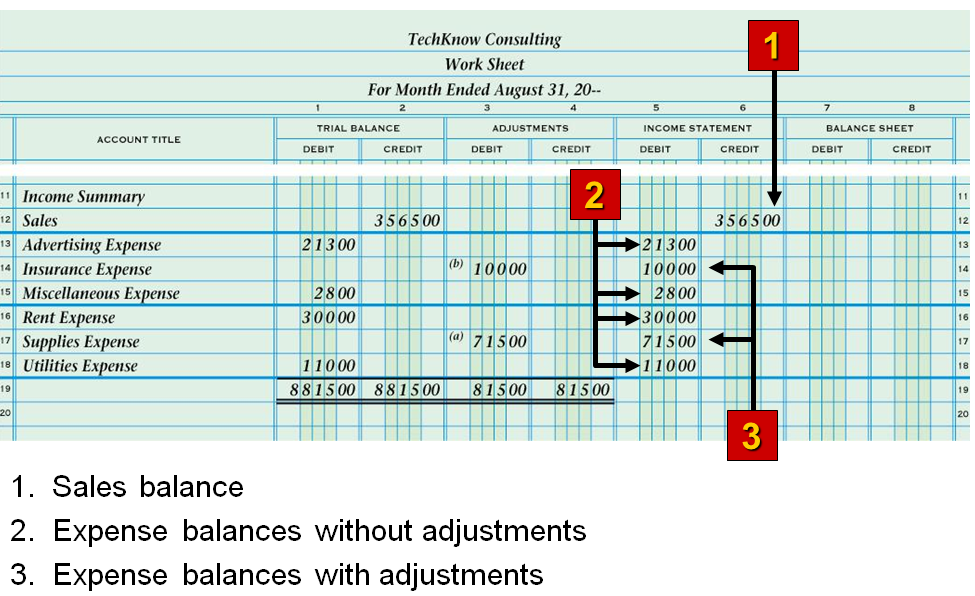 1
TechKnow Consulting
Work Sheet
For Month Ended August 31, 20--
1 2 3 4 5 6 7 8
ACCOUNT TITLE TRIAL BALANCE ADJUSTMENTS INCOME STATEMENT BALANCE SHEET
DEBIT CREDIT DEBIT CREDIT DEBIT CREDIT DEBIT CREDIT
2
11 Income Summary 11
12 Sales 356500 356500 12
13 Advertising Expense 21300 21300 13
14 Insurance Expense (b) 10000 10000 14
15 Miscellaneous Expense 2800 2800 15
16 Rent Expense 30000 30000 16
17 Supplies Expense (a) 71500 71500 17
18 Utilities Expense 11000 11000 18
19 881500 881500 81500 81500 19
20 20
3
1. Sales balance
2. Expense balances without adjustments
3. Expense balances with adjustments